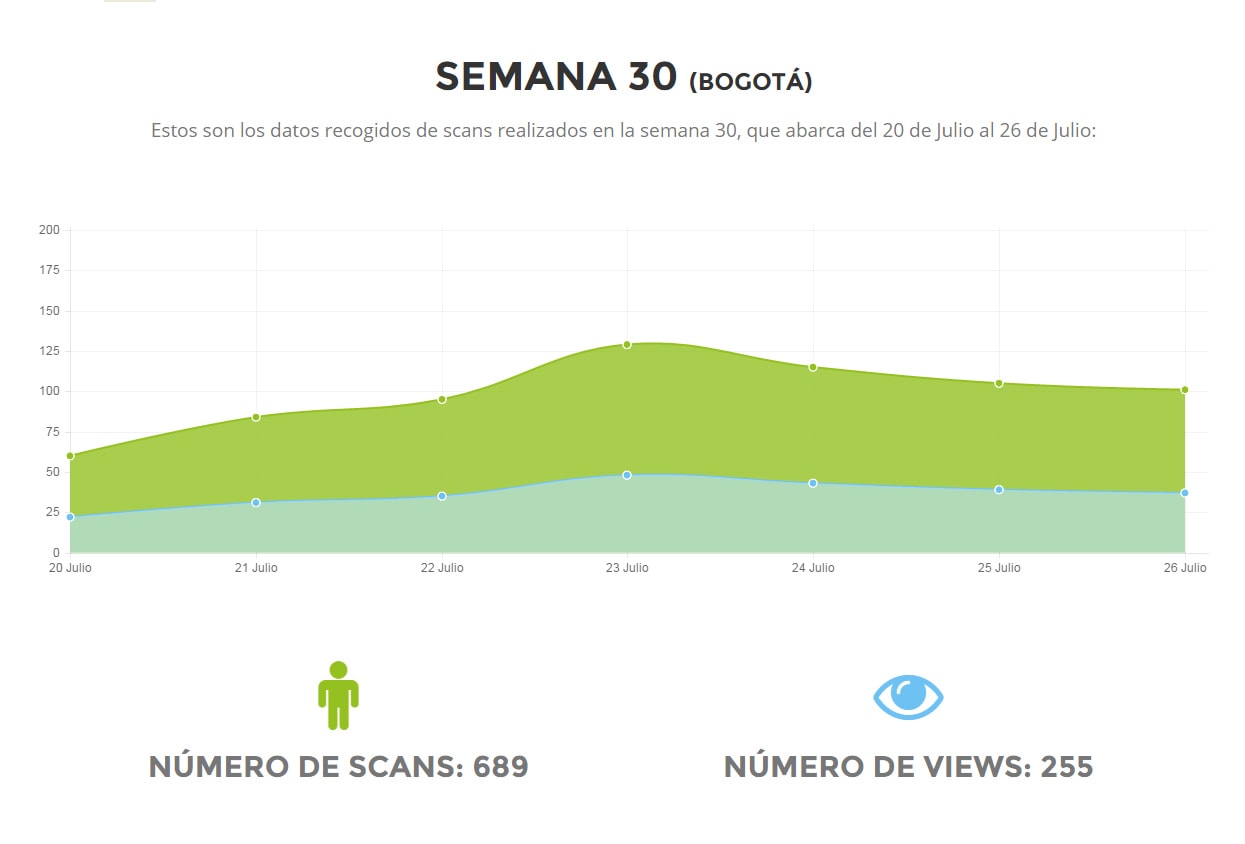 SEMANA 30 (BOGOTÁ)
Estos son los datos recogidos de scans realizados en la semana 30, que abarca del 20 de Julio al 26 de Julio:
200
175
150
125
100
75
50
25
0
20 Julio 21 Julio 22 Julio 23 Julio 24 Julio 25 Julio 26 Julio
NÚMERO DE SCANS: 689 NÚMERO DE VIEWS: 255